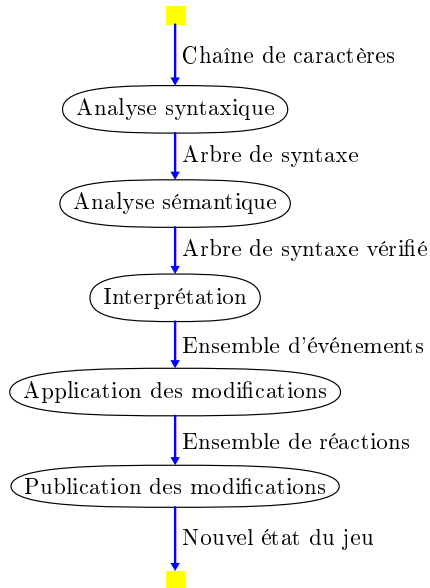 Chaîne de caractères
Analyse syntaxique
Arbre de syntaxe
Analyse sémantique
Arbre de syntaxe vérifié
Interprétation
Ensemble d'événements
Application des modifications
Ensemble de réactions
Publication des modifications
Nouvel état du jeu